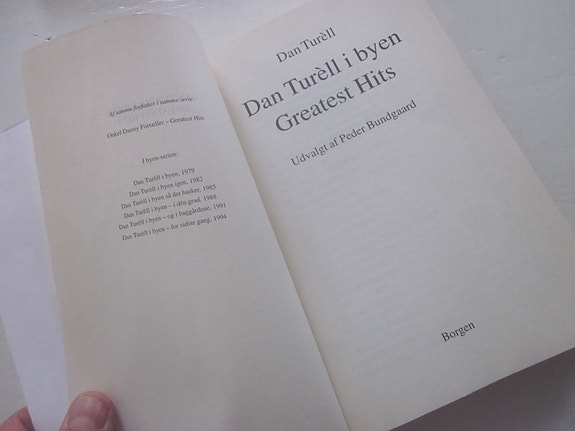 Af samme forfatter i samme serie:
Onkel Danny Fortæller – Greatest Hits
I byen-serien:
Dan Turèll i byen, 1979
Dan Turèll i byen igen, 1982
Dan Turèll i byen så det basker, 1985
Dan Turèll i byen – i dén grad, 1988
Dan Turèll i byen – og i baggårdene, 1991
Dan Turèll i byen – for sidste gang, 1994
Dan Turèll
Dan Turèll i byen
Greatest Hits
Udvalgt af Peder Bundgaard
Borgen